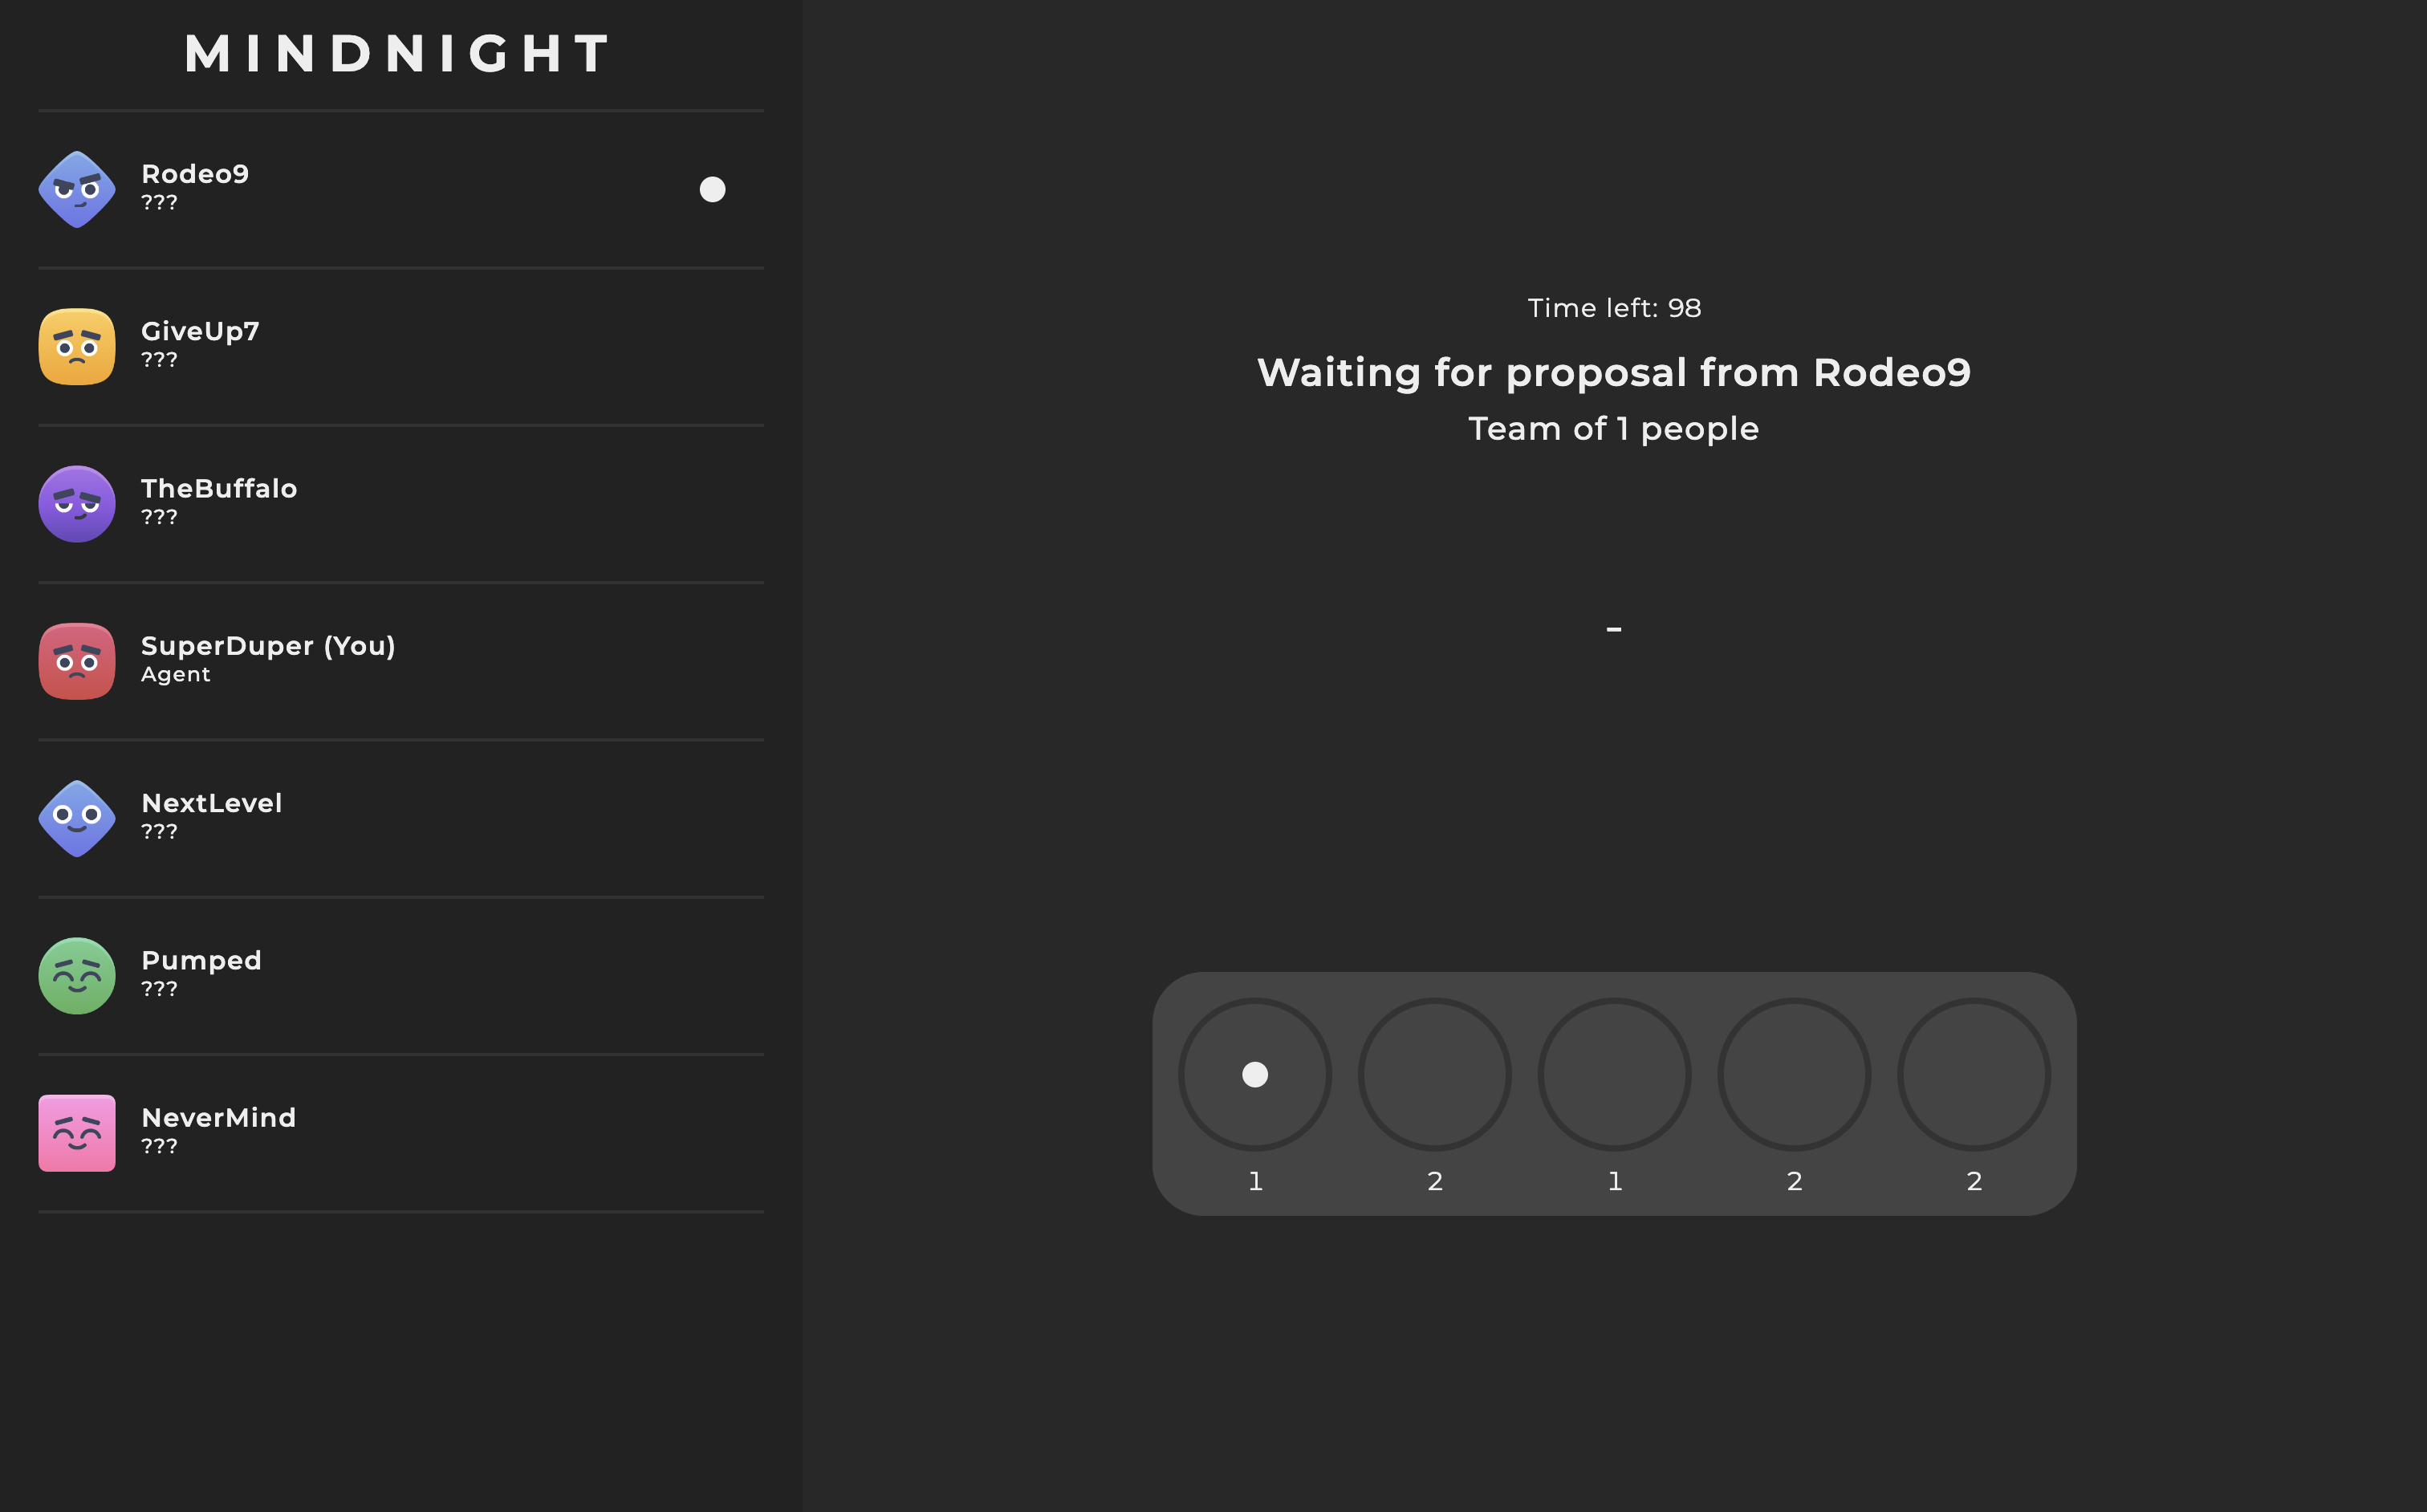 MINDNIGHT
Rodeo9
???
GiveUp7
???
TheBuffalo
???
SuperDuper (You)
Agent
NextLevel
???
Pumped
???
NeverMind
???
Time left: 98
Waiting for proposal from Rodeo9
Team of 1 people
-
1 2 1 2 2